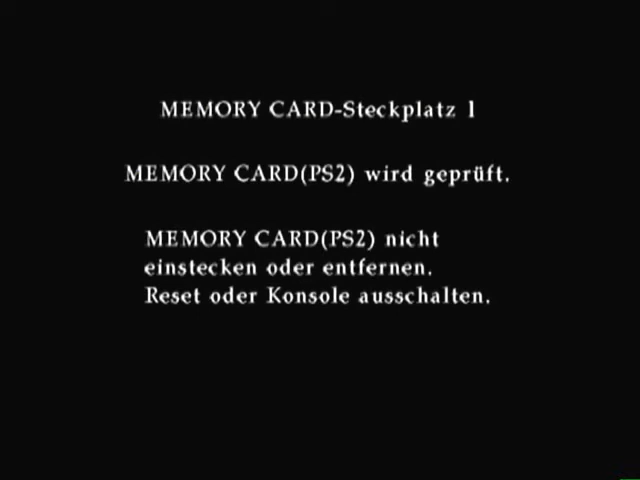 MEMORY CARD-Steckplatz 1
MEMORY CARD(PS2) wird geprüft.
MEMORY CARD(PS2) nicht
einstecken oder entfernen.
Reset oder Konsole ausschalten.